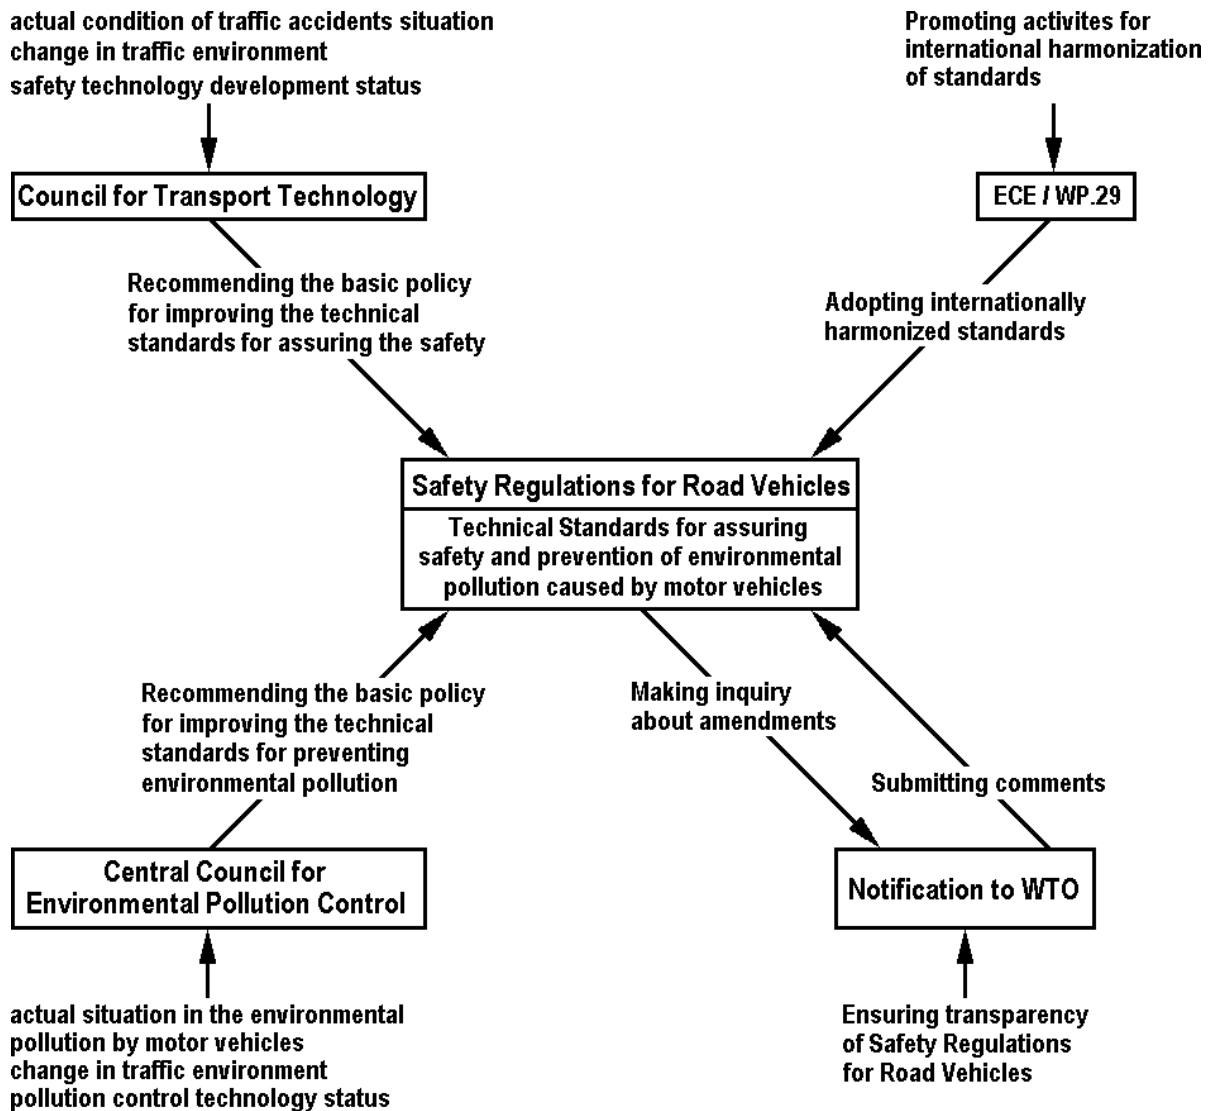 actual condition of traffic accidents situation
change in traffic environment
safety technology development status
Promoting activites for
international harmonization
of standards
Council for Transport Technology
ECE / WP.29
Recommending the basic policy
for improving the technical
standards for assuring the safety
Adopting internationally
harmonized standards
Safety Regulations for Road Vehicles
Technical Standards for assuring
safety and prevention of environmental
pollution caused by motor vehicles
Recommending the basic policy
for improving the technical
standards for preventing
environmental pollution
Making inquiry
about amendments
Submitting comments
Central Council for
Environmental Pollution Control
Notification to WTO
actual situation in the environmental
pollution by motor vehicles
change in traffic environment
pollution control technology status
Ensuring transparency
of Safety Regulations
for Road Vehicles